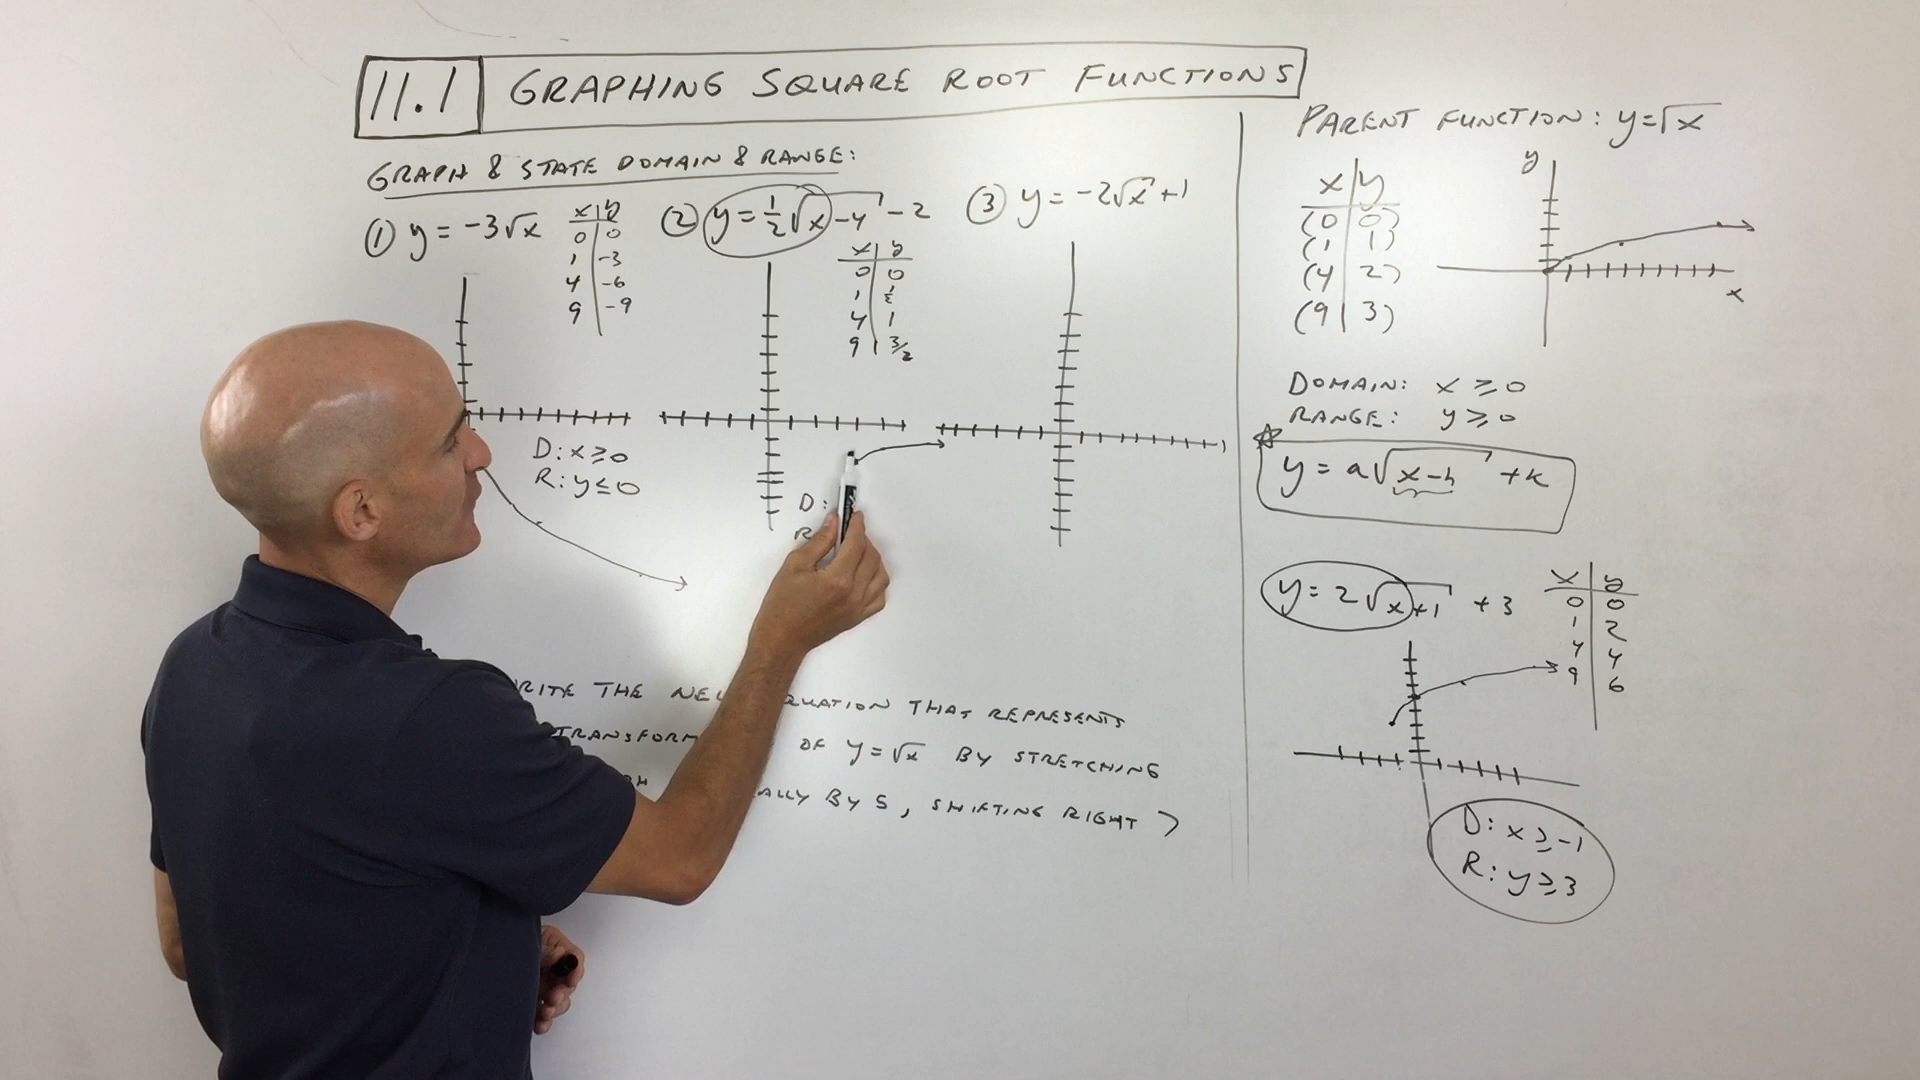 11.1 GRAPHING SQUARE ROOT FUNCTIONS
GRAPH & STATE DOMAIN & RANGE:
① y = -3√x
x | y
0 | 0
1 | -3
4 | -6
9 | -9
D: x ≥ 0
R: y ≤ 0
② y = 1/2 √x-4 - 2
x | y
0 | 0
1 | 1/2
4 | 1
9 | 3/2
D:
R
③ y = -2√x + 1
THE EQUATION THAT REPRESENTS
OF y = √x BY STRETCHING
BY 5, SHIFTING RIGHT 7
PARENT FUNCTION: y = √x
x | y
(0 | 0)
(1 | 1)
(4 | 2)
(9 | 3)
y
x
DOMAIN: x ≥ 0
RANGE: y ≥ 0
y = a√x-h + k
y = 2√x+1 + 3
x | y
0 | 0
1 | 2
4 | 4
9 | 6
D: x ≥ -1
R: y ≥ 3